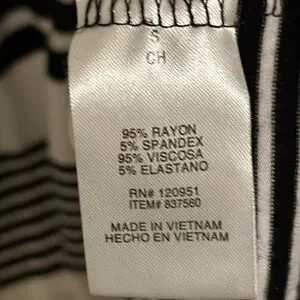 S
CH
95% RAYON
5% SPANDEX
95% VISCOSA
5% ELASTANO
RN# 120951
ITEM# 837560
MADE IN VIETNAM
HECHO EN VIETNAM